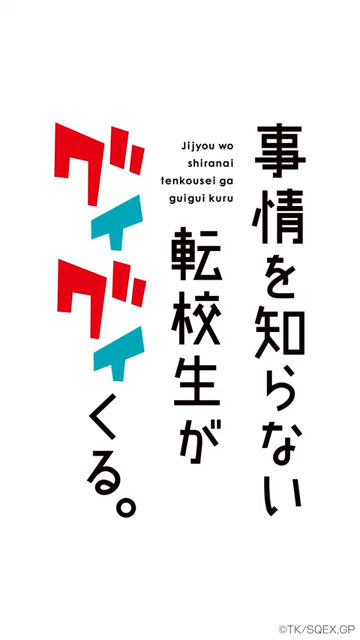 事情を知らない
転校生が
グイグイくる。
Jijyou wo
shiranai
tenkousei ga
guigui kuru
©TK/SQEX,GP